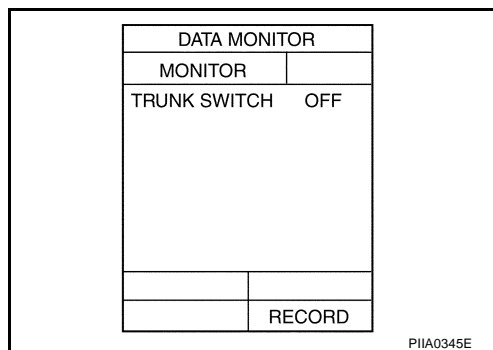 DATA MONITOR
MONITOR
TRUNK SWITCH OFF
RECORD
PIIA0345E